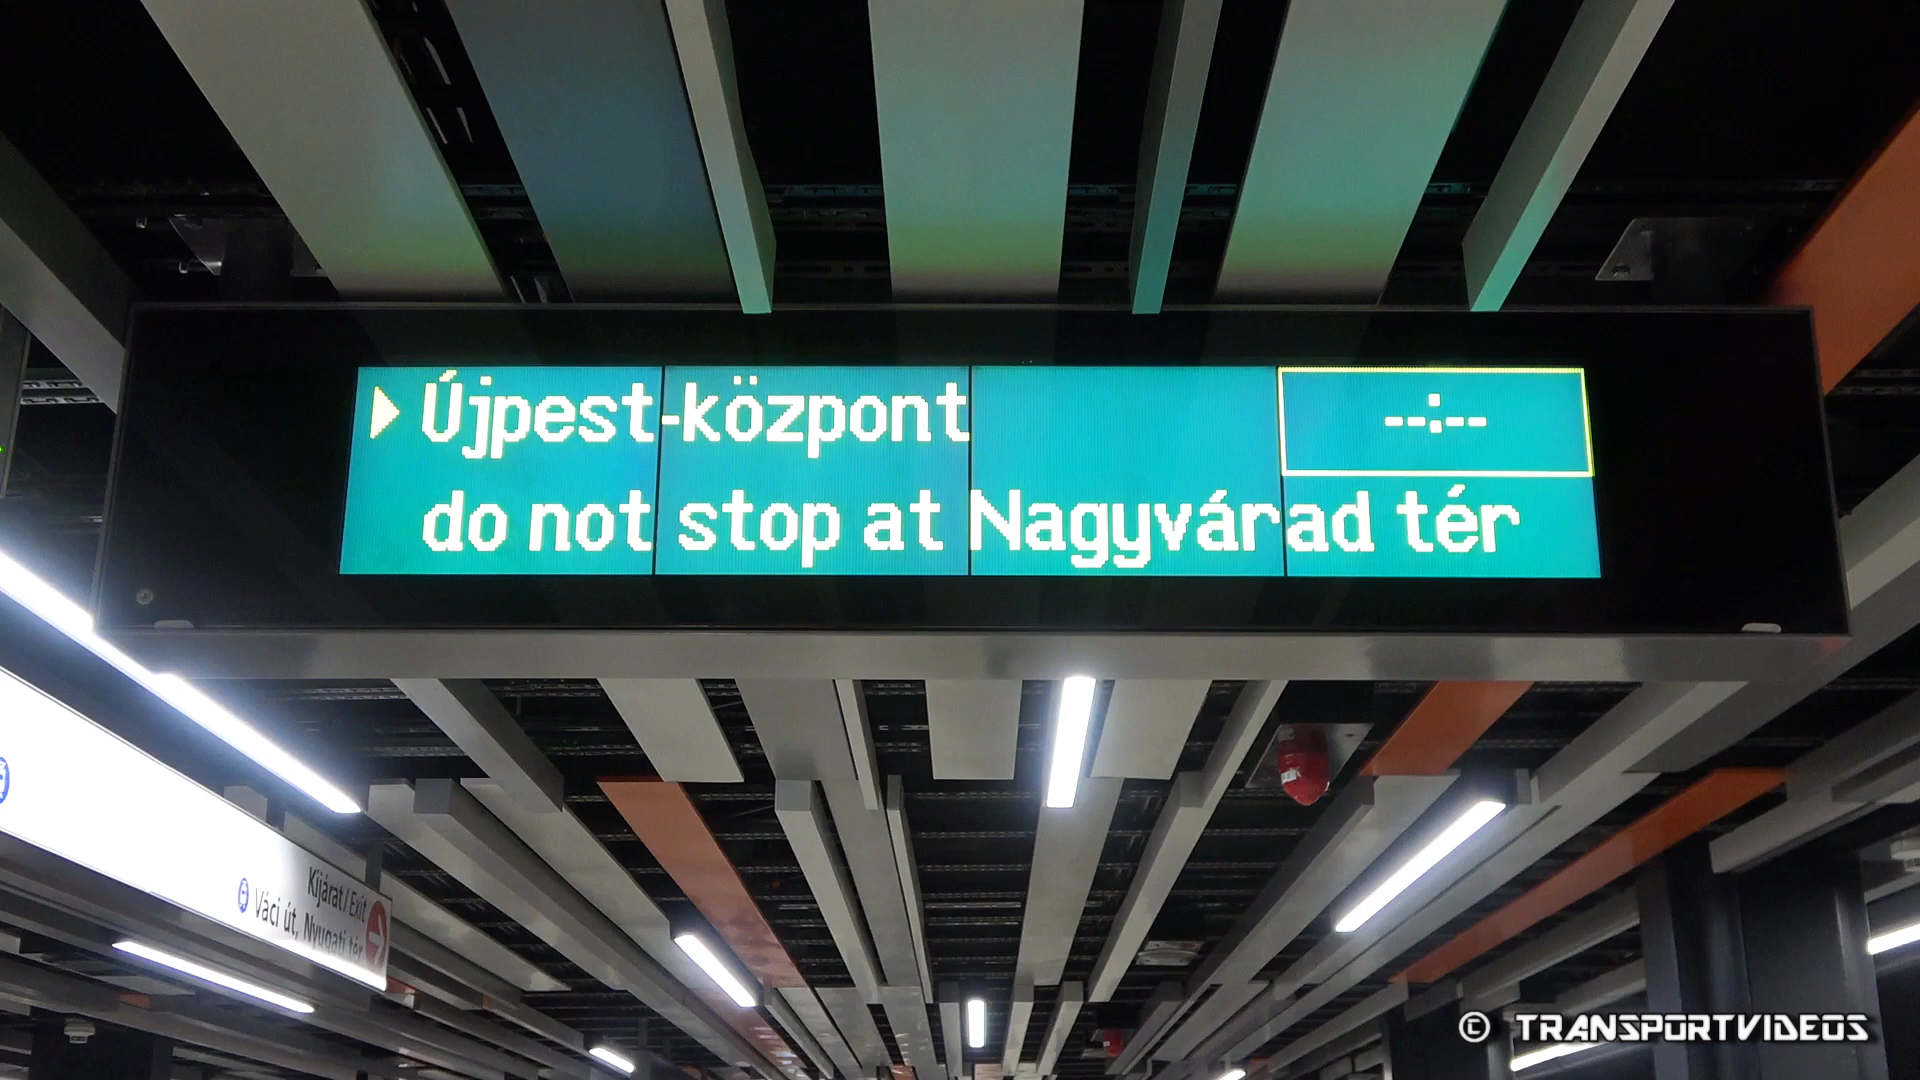 Újpest-központ
--:--
do not stop at Nagyvárad tér
Kijárat / Exit
Váci út, Nyugati tér
© TRANSPORTVIDEOS